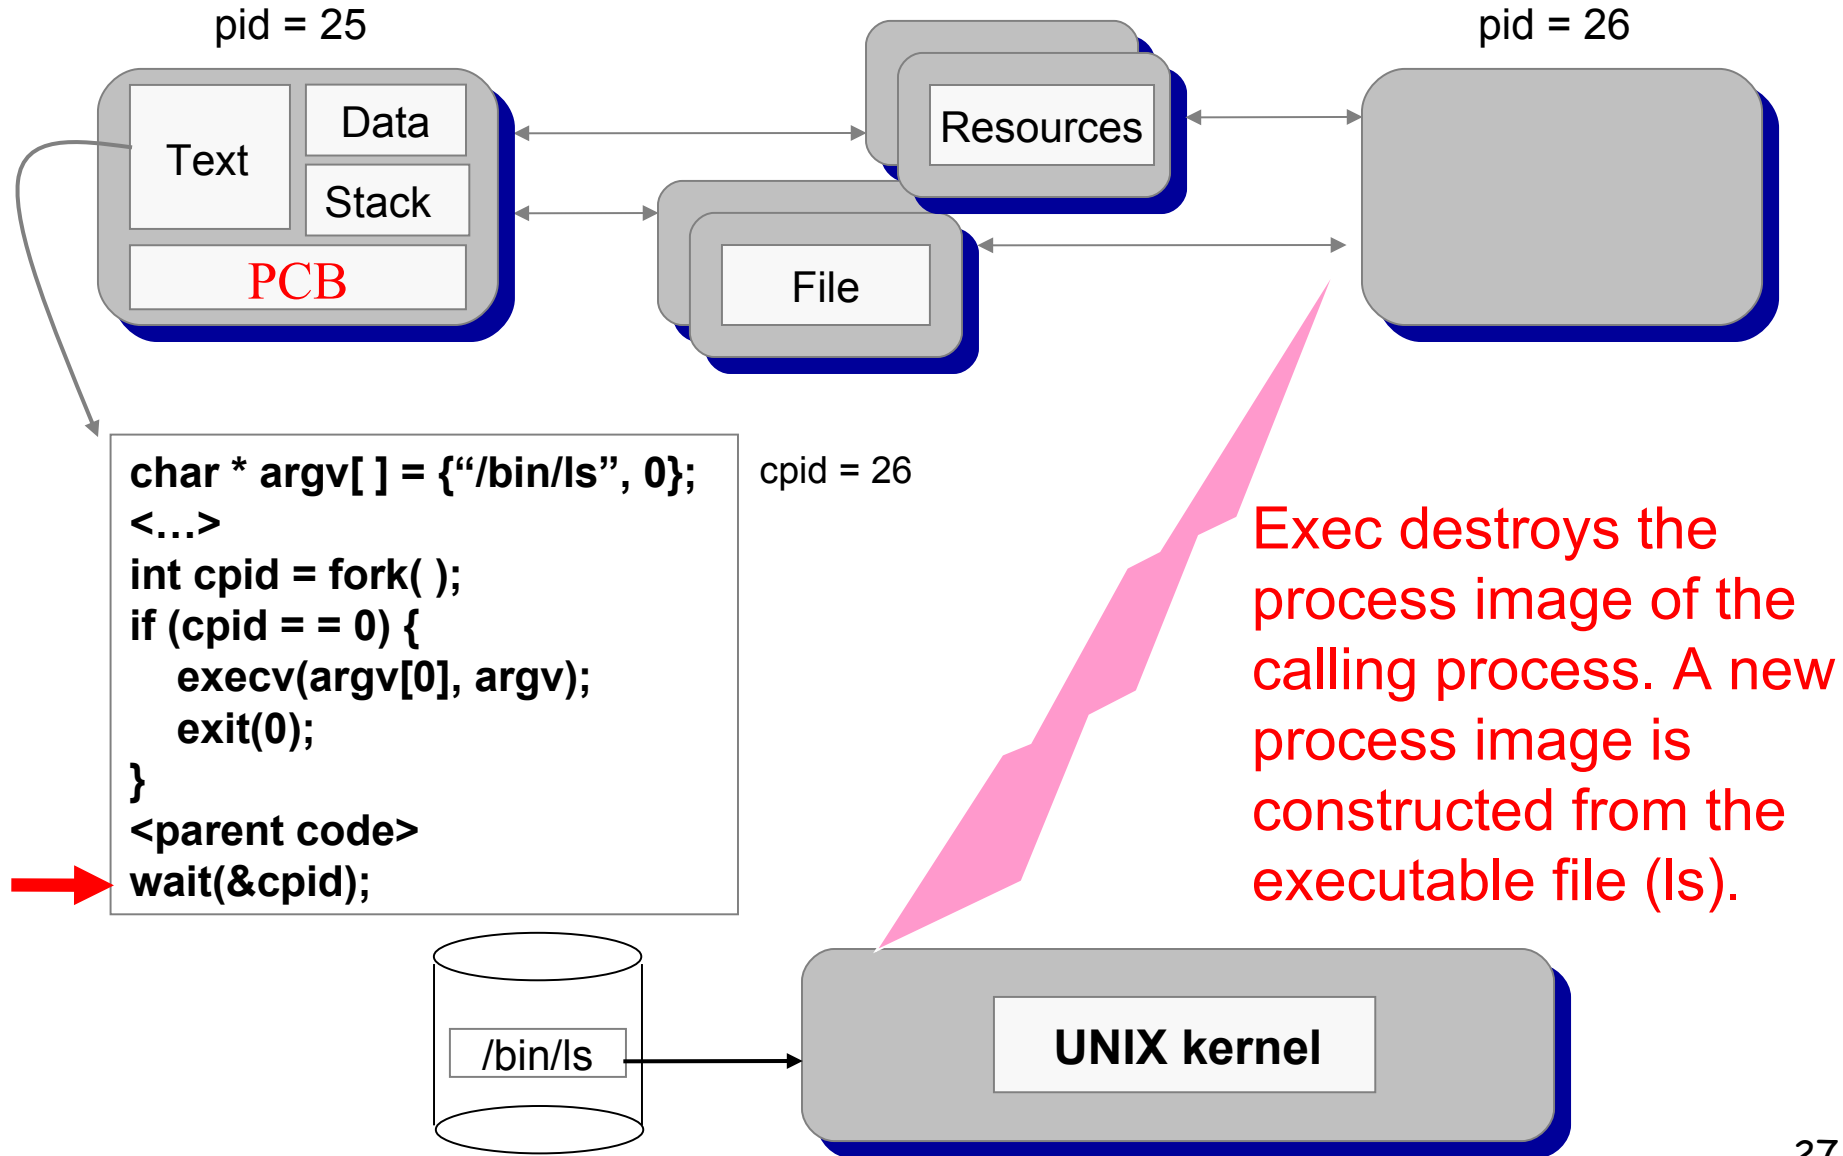 pid = 25
pid = 26
Text
Data
Stack
PCB
Resources
File
char * argv[ ] = {“/bin/ls”, 0};
<…>
int cpid = fork( );
if (cpid = = 0) {
execv(argv[0], argv);
exit(0);
}
<parent code>
wait(&cpid);
cpid = 26
Exec destroys the
process image of the
calling process. A new
process image is
constructed from the
executable file (ls).
/bin/ls
UNIX kernel
27